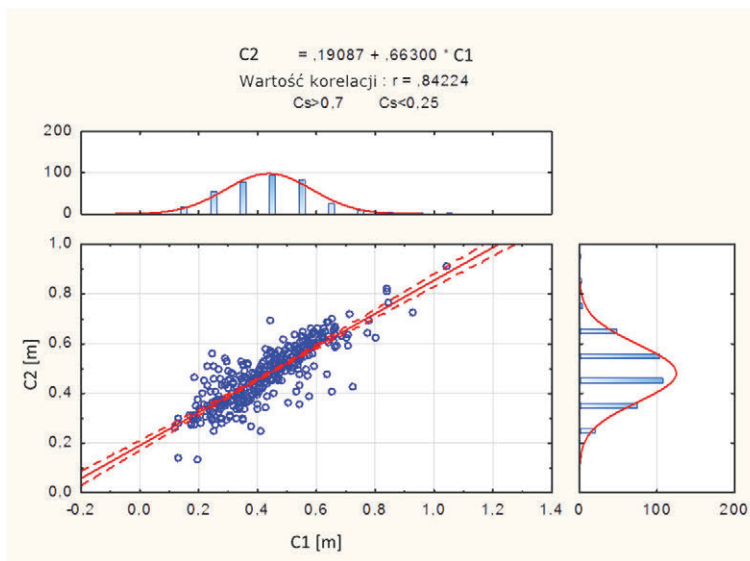 C2 = ,19087 + ,66300 * C1
Wartość korelacji : r = ,84224
Cs>0,7 Cs<0,25
200
100
0
1.0
0.8
0.6
0.4
0.2
0.0
C2 [m]
-0.2 0.0 0.2 0.4 0.6 0.8 1.0 1.2 1.4
0 100 200
C1 [m]